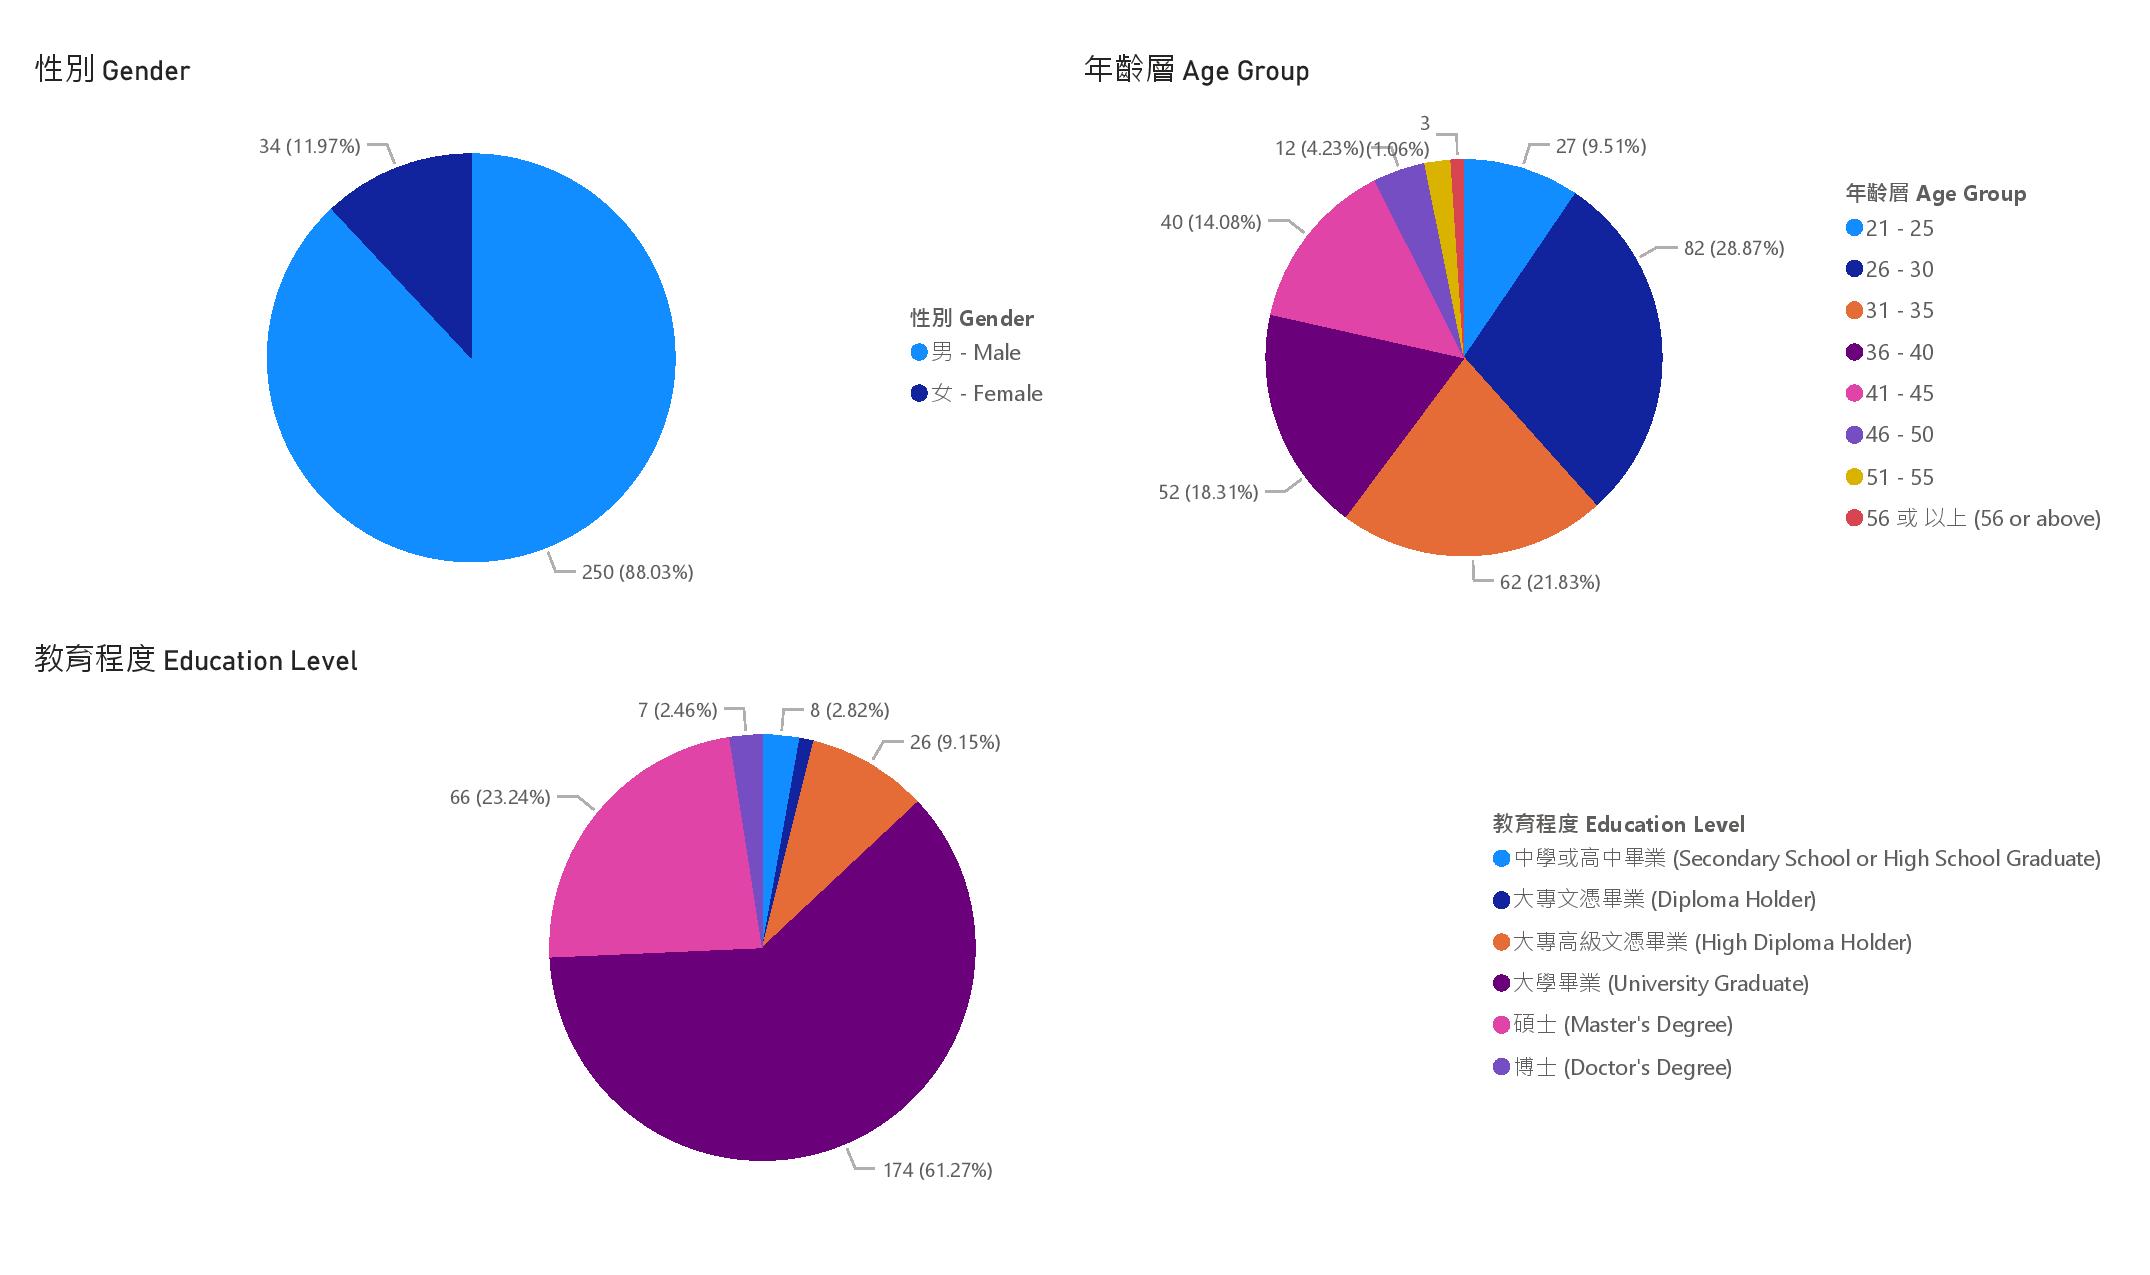 性別 Gender
34 (11.97%)
250 (88.03%)
性別 Gender
男 - Male
女 - Female
年齡層 Age Group
3
(1.06%)
12 (4.23%)
27 (9.51%)
40 (14.08%)
82 (28.87%)
52 (18.31%)
62 (21.83%)
年齡層 Age Group
21 - 25
26 - 30
31 - 35
36 - 40
41 - 45
46 - 50
51 - 55
56 或 以上 (56 or above)
教育程度 Education Level
7 (2.46%)
8 (2.82%)
26 (9.15%)
66 (23.24%)
174 (61.27%)
教育程度 Education Level
中學或高中畢業 (Secondary School or High School Graduate)
大專文憑畢業 (Diploma Holder)
大專高級文憑畢業 (High Diploma Holder)
大學畢業 (University Graduate)
碩士 (Master's Degree)
博士 (Doctor's Degree)